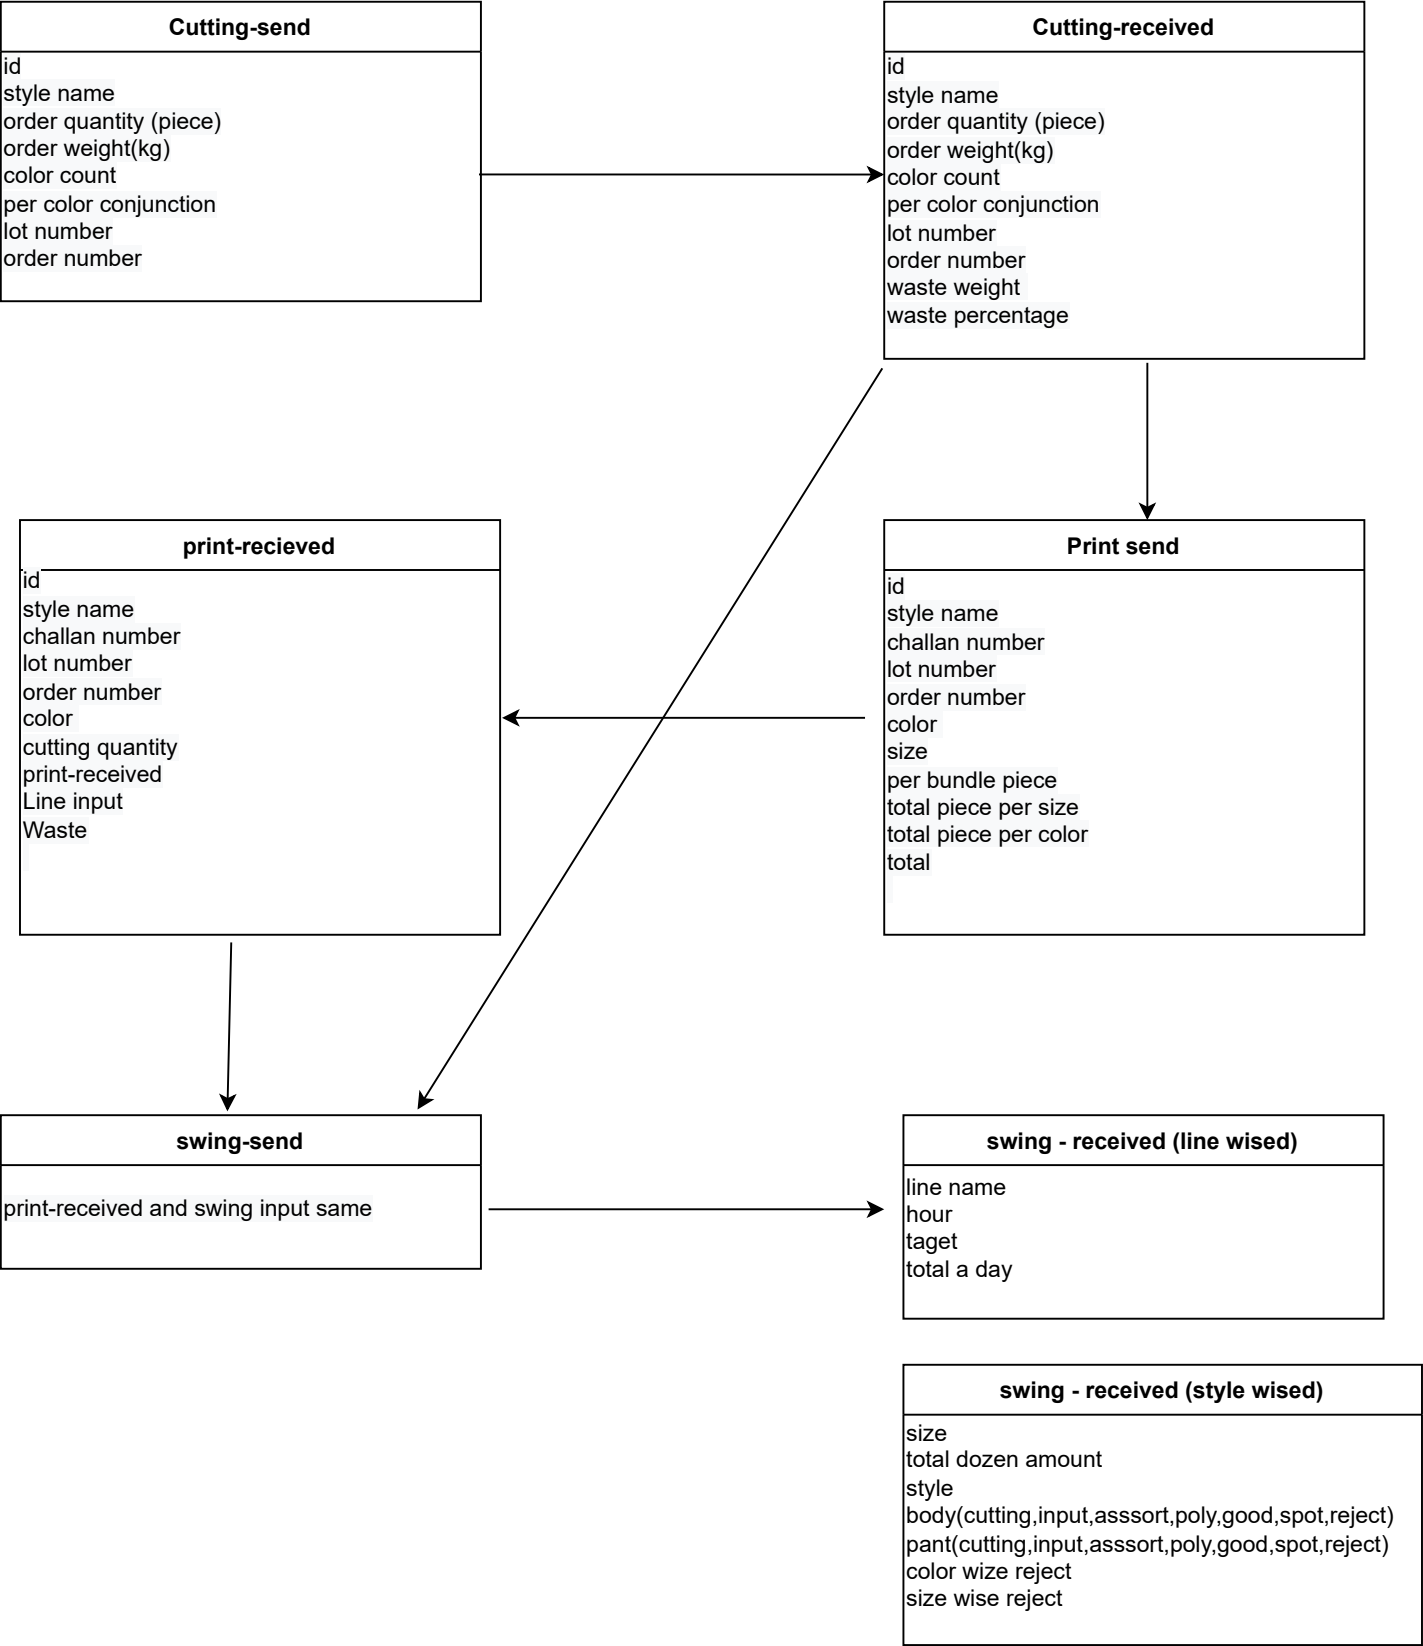 Cutting-send
id
style name
order quantity (piece)
order weight(kg)
color count
per color conjunction
lot number
order number
Cutting-received
id
style name
order quantity (piece)
order weight(kg)
color count
per color conjunction
lot number
order number
waste weight
waste percentage
print-recieved
id
style name
challan number
lot number
order number
color
cutting quantity
print-received
Line input
Waste
Print send
id
style name
challan number
lot number
order number
color
size
per bundle piece
total piece per size
total piece per color
total
swing-send
print-received and swing input same
swing - received (line wised)
line name
hour
taget
total a day
swing - received (style wised)
size
total dozen amount
style
body(cutting,input,asssort,poly,good,spot,reject)
pant(cutting,input,asssort,poly,good,spot,reject)
color wize reject
size wise reject